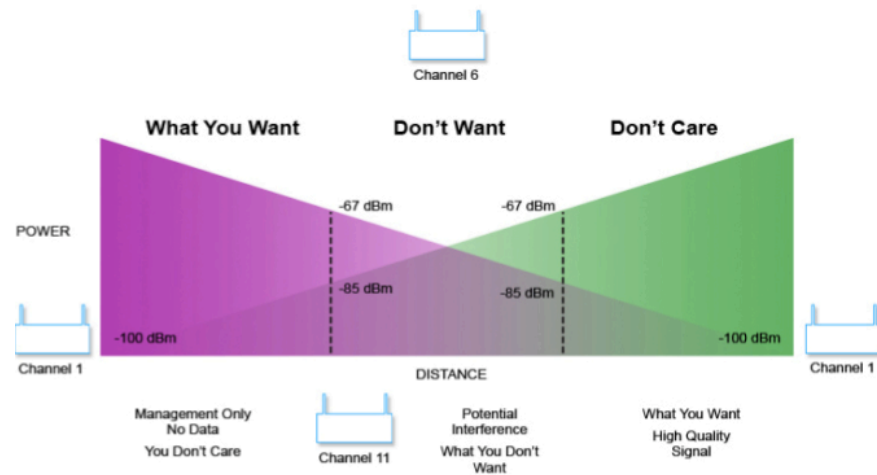 Channel 6
What You Want
Don't Want
Don't Care
-67 dBm
-67 dBm
POWER
-85 dBm
-85 dBm
-100 dBm
-100 dBm
Channel 1
Channel 1
DISTANCE
Management Only
No Data
You Don't Care
Channel 11
Potential
Interference
What You Don't
Want
What You Want
High Quality
Signal